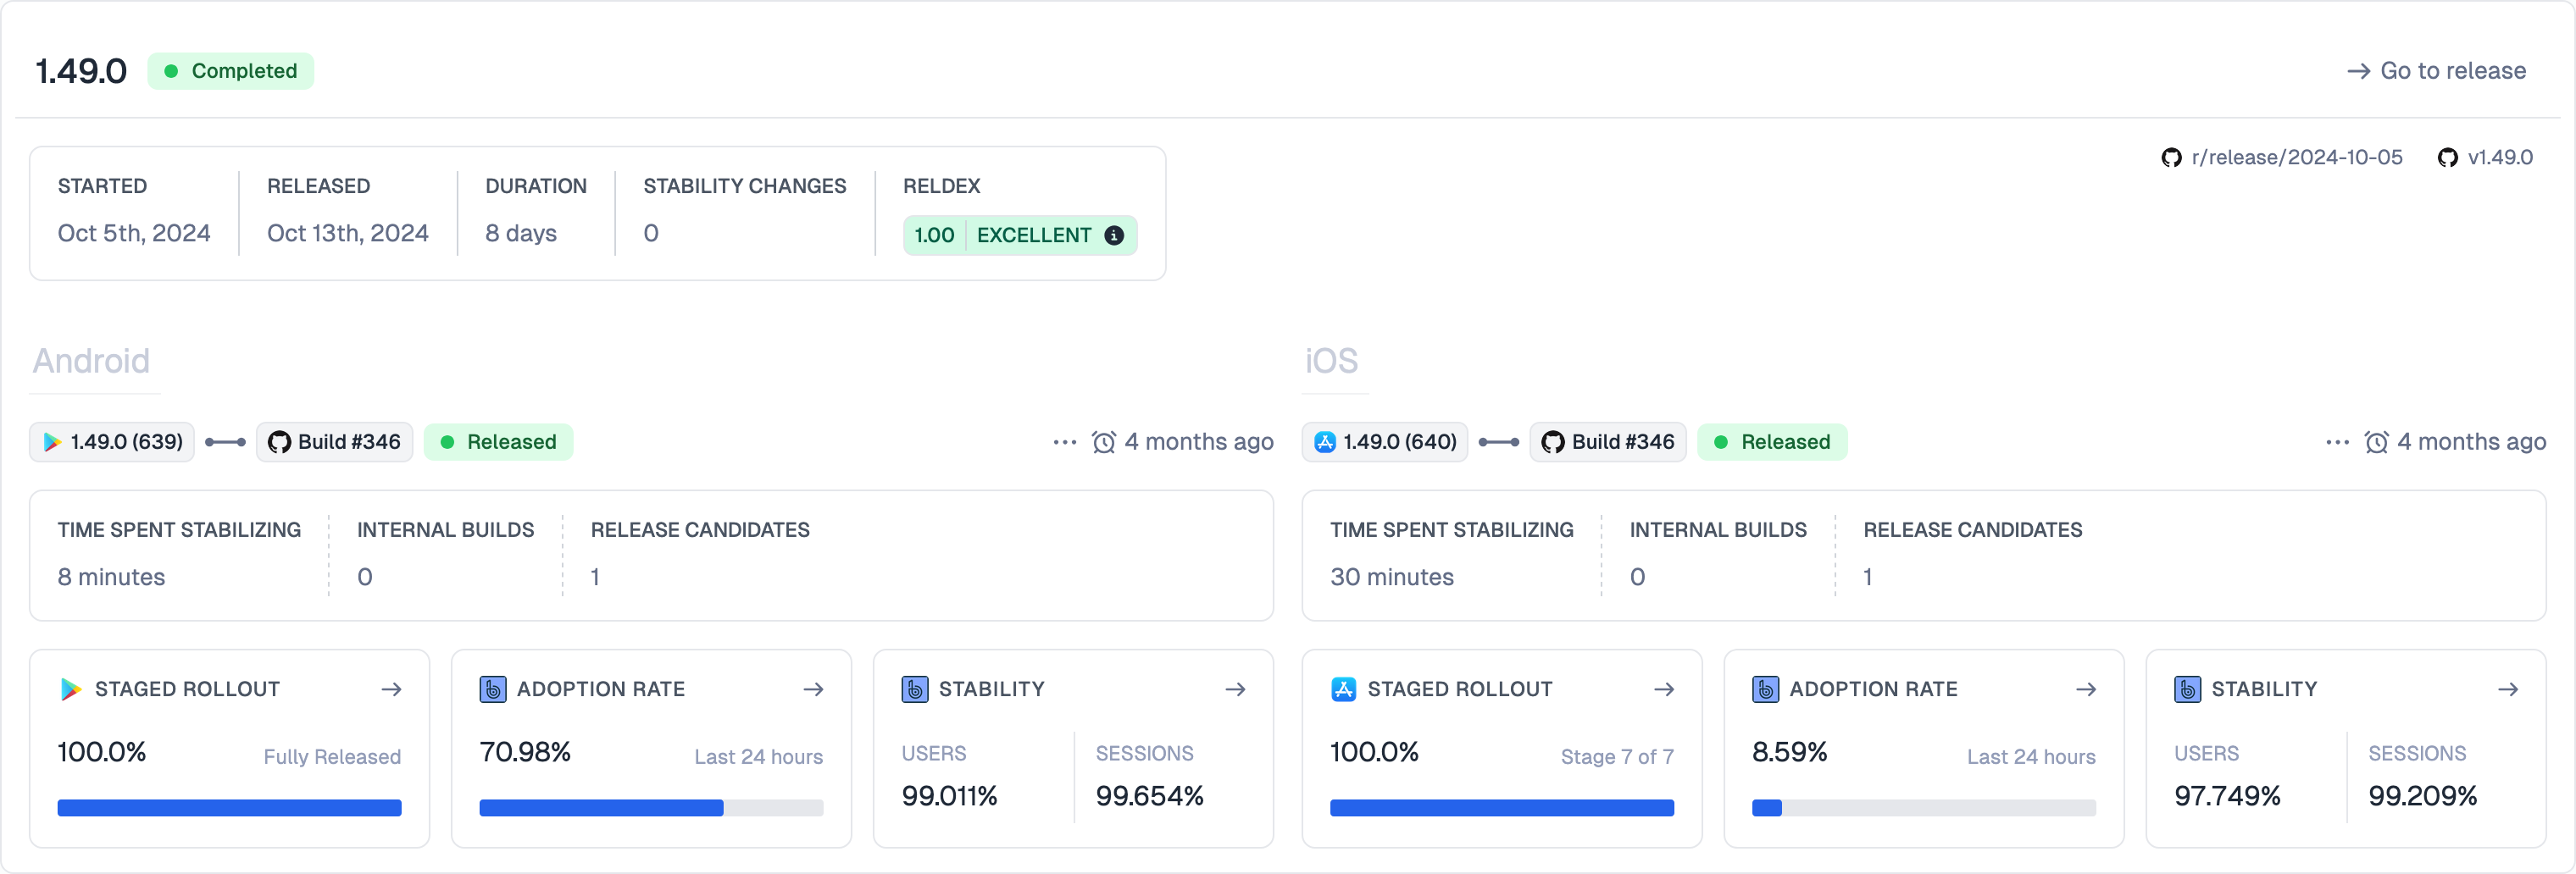 1.49.0 Completed
→ Go to release
r/release/2024-10-05 v1.49.0
STARTED RELEASED DURATION STABILITY CHANGES RELDEX
Oct 5th, 2024 Oct 13th, 2024 8 days 0 1.00 EXCELLENT
Android
1.49.0 (639) Build #346 Released ... 4 months ago
TIME SPENT STABILIZING INTERNAL BUILDS RELEASE CANDIDATES
8 minutes 0 1
STAGED ROLLOUT →
100.0% Fully Released
ADOPTION RATE →
70.98% Last 24 hours
STABILITY →
USERS SESSIONS
99.011% 99.654%
iOS
1.49.0 (640) Build #346 Released ... 4 months ago
TIME SPENT STABILIZING INTERNAL BUILDS RELEASE CANDIDATES
30 minutes 0 1
STAGED ROLLOUT →
100.0% Stage 7 of 7
ADOPTION RATE →
8.59% Last 24 hours
STABILITY →
USERS SESSIONS
97.749% 99.209%